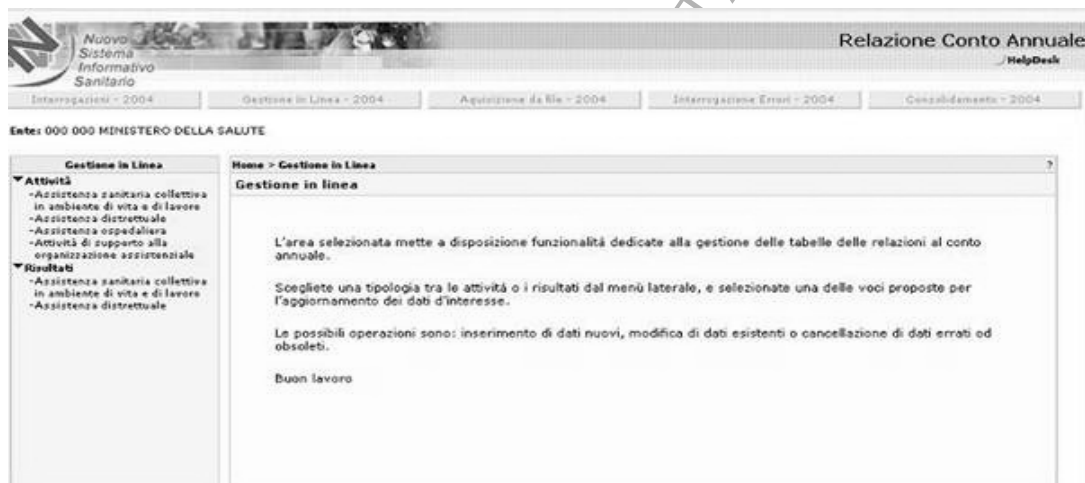 Nuovo
Sistema
Informativo
Sanitario
Relazione Conto Annuale
HelpDesk
Interrogazioni - 2004
Gestione in Linea - 2004
Aquisizione da file - 2004
Interrogazione Errori - 2004
Consolidamento - 2004
Ente: 000 000 MINISTERO DELLA SALUTE
Gestione in Linea
Attività
-Assistenza sanitaria collettiva
in ambiente di vita e di lavoro
-Assistenza distrettuale
-Assistenza ospedaliera
-Attività di supporto alla
organizzazione assistenziale
Risultati
-Assistenza sanitaria collettiva
in ambiente di vita e di lavoro
-Assistenza distrettuale
Home > Gestione in Linea
?
Gestione in linea
L'area selezionata mette a disposizione funzionalità dedicate alla gestione delle tabelle delle relazioni al conto
annuale.
Scegliete una tipologia tra le attività o i risultati dal menù laterale, e selezionate una delle voci proposte per
l'aggiornamento dei dati d'interesse.
Le possibili operazioni sono: inserimento di dati nuovi, modifica di dati esistenti o cancellazione di dati errati od
obsoleti.
Buon lavoro